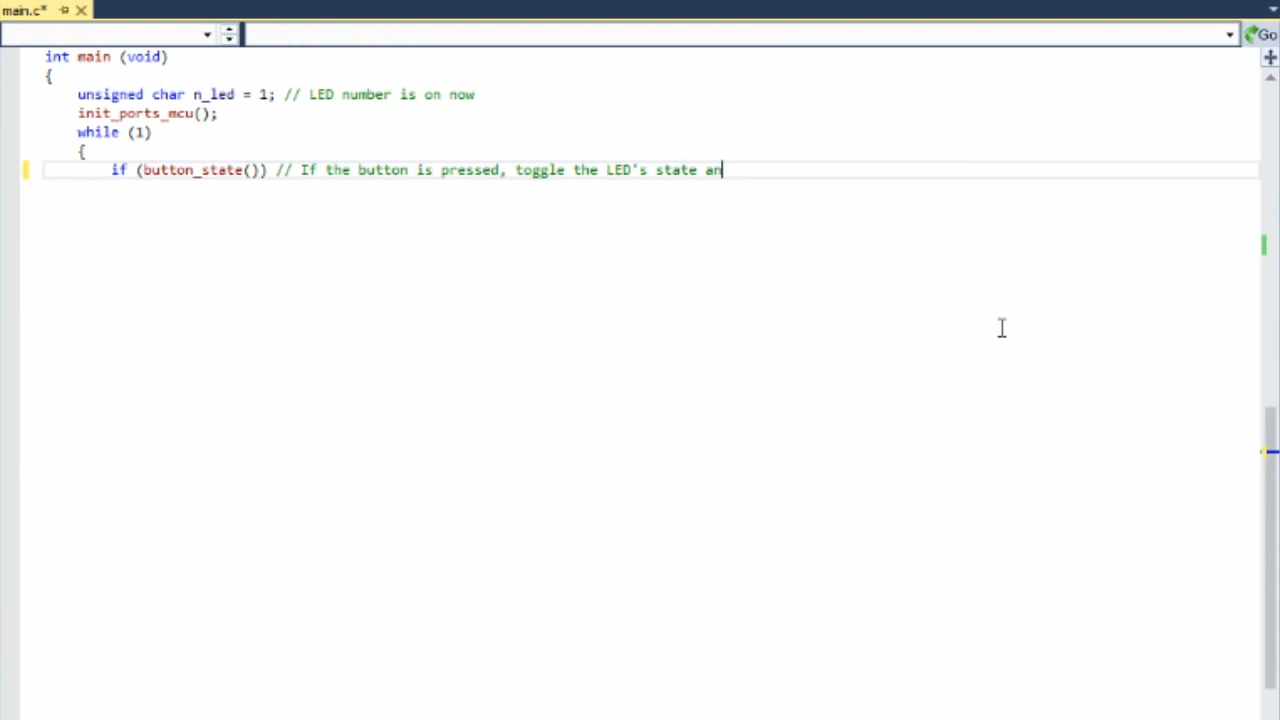 main.c*
Go
int main (void)
{
unsigned char n_led = 1; // LED number is on now
init_ports_mcu();
while (1)
{
if (button_state()) // If the button is pressed, toggle the LED's state an